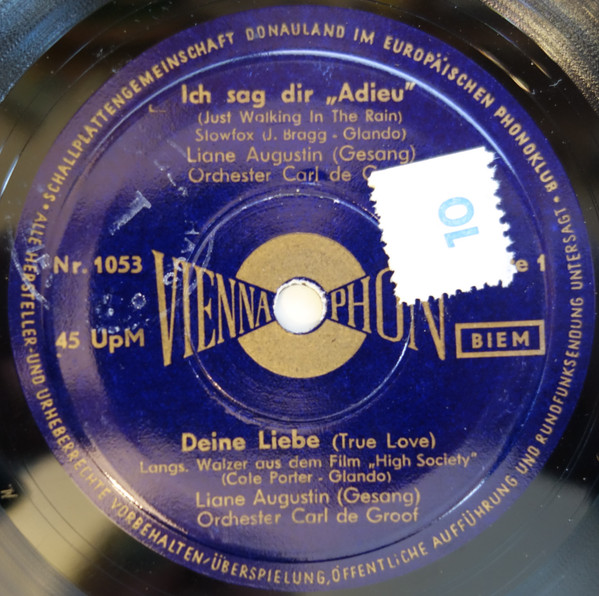 SCHALLPLATTENGEMEINSCHAFT DONAULAND IM EUROPÄISCHEN PHONOKLUB •
Ich sag dir „Adieu"
(Just Walking In The Rain)
Slowfox (J. Bragg - Glando)
Liane Augustin (Gesang)
Orchester Carl de
10
Nr. 1053
1
VIENNAPHON
45 UpM
BIEM
Deine Liebe (True Love)
Langs. Walzer aus dem Film „High Society"
(Cole Porter - Glando)
Liane Augustin (Gesang)
Orchester Carl de Groof
• ALLE HERSTELLER- UND URHEBERRECHTE VORBEHALTEN/ÜBERSPIELUNG, ÖFFENTLICHE AUFFÜHRUNG UND RUNDFUNKSENDUNG UNTERSAGT •